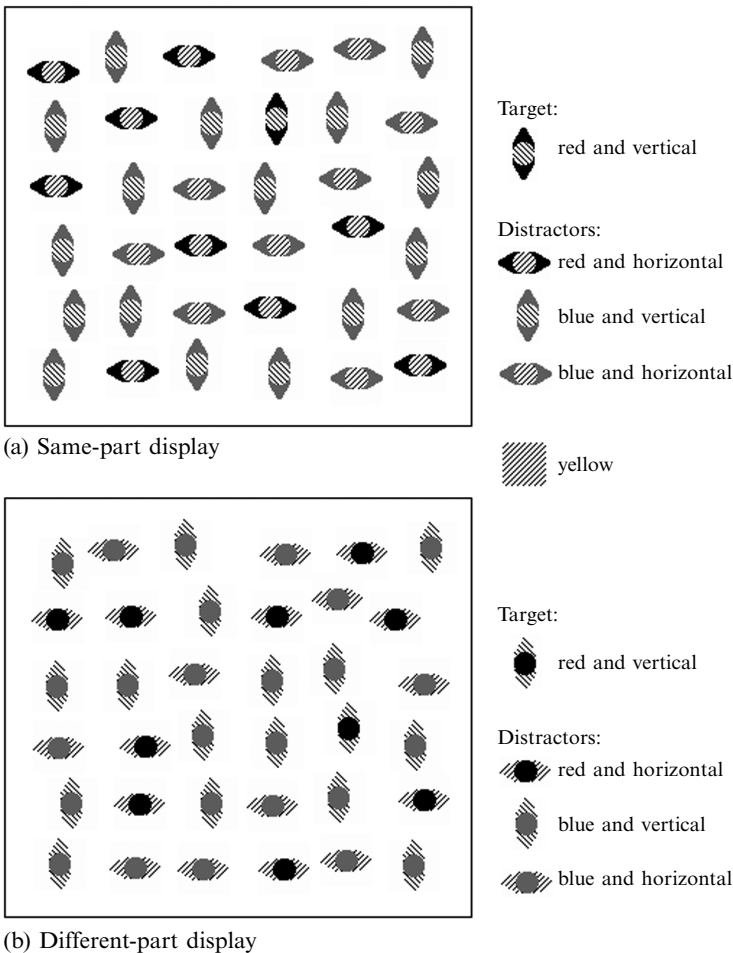 Target:
red and vertical
Distractors:
red and horizontal
blue and vertical
blue and horizontal
(a) Same-part display
yellow
Target:
red and vertical
Distractors:
red and horizontal
blue and vertical
blue and horizontal
(b) Different-part display